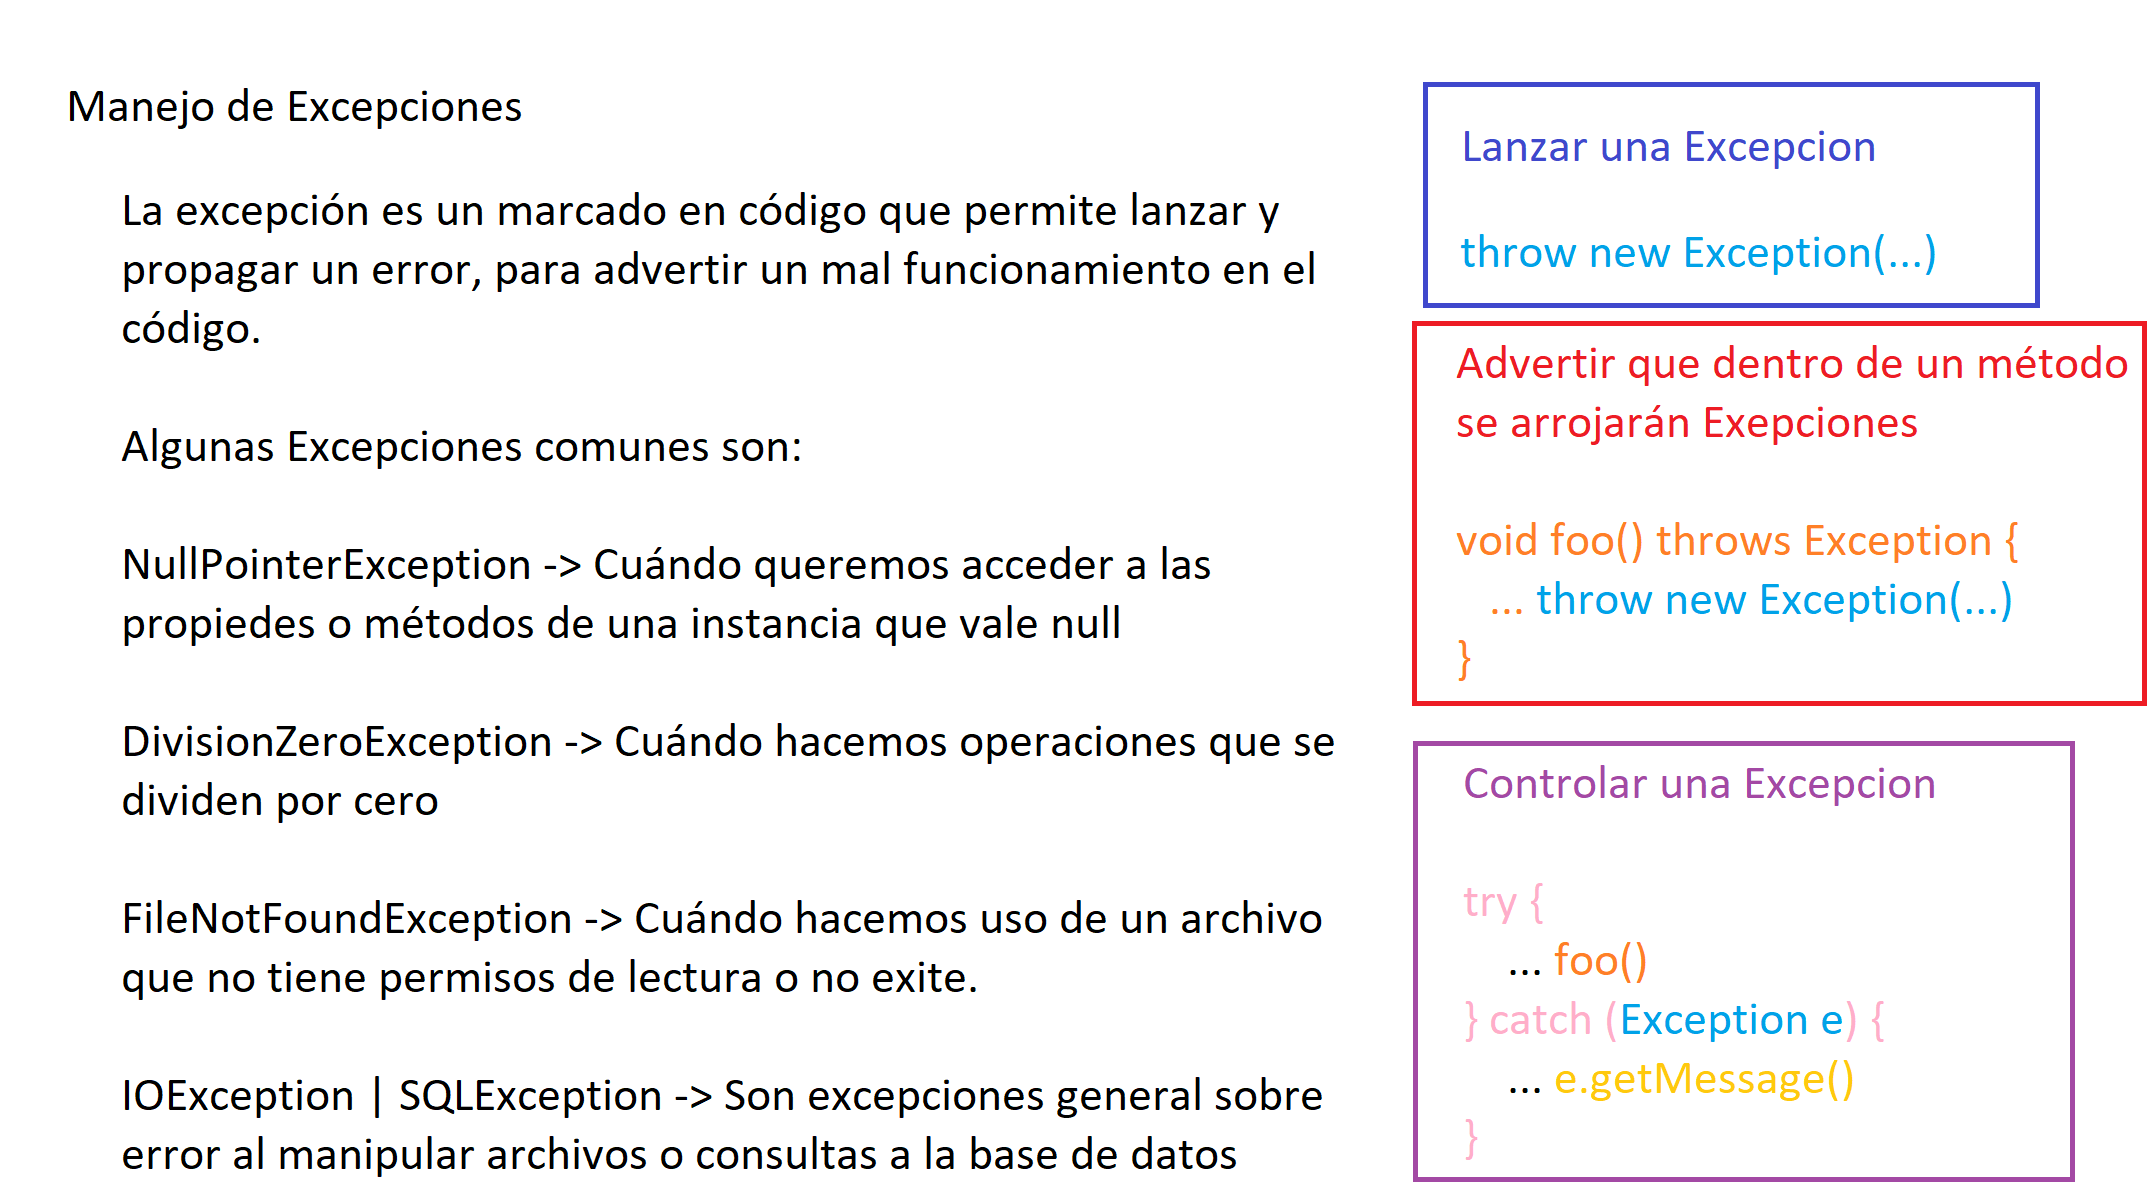 Manejo de Excepciones
La excepción es un marcado en código que permite lanzar y
propagar un error, para advertir un mal funcionamiento en el
código.
Algunas Excepciones comunes son:
NullPointerException -> Cuándo queremos acceder a las
propiedes o métodos de una instancia que vale null
DivisionZeroException -> Cuándo hacemos operaciones que se
dividen por cero
FileNotFoundException -> Cuándo hacemos uso de un archivo
que no tiene permisos de lectura o no exite.
IOException | SQLException -> Son excepciones general sobre
error al manipular archivos o consultas a la base de datos
Lanzar una Excepcion
throw new Exception(...)
Advertir que dentro de un método
se arrojarán Exepciones
void foo() throws Exception {
... throw new Exception(...)
}
Controlar una Excepcion
try {
... foo()
} catch (Exception e) {
... e.getMessage()
}